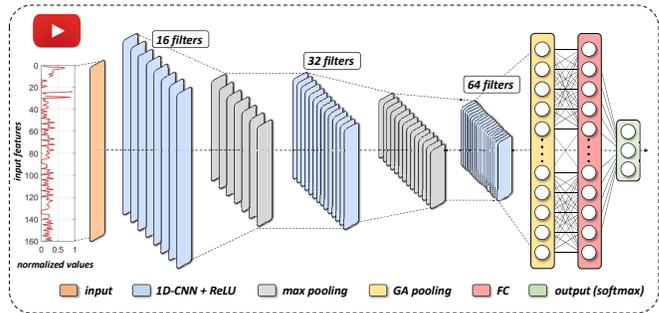 16 filters
32 filters
64 filters
0
20
40
60
80
100
120
140
160
input features
0 0.5 1
normalized values
input
1D-CNN + ReLU
max pooling
GA pooling
FC
output (softmax)